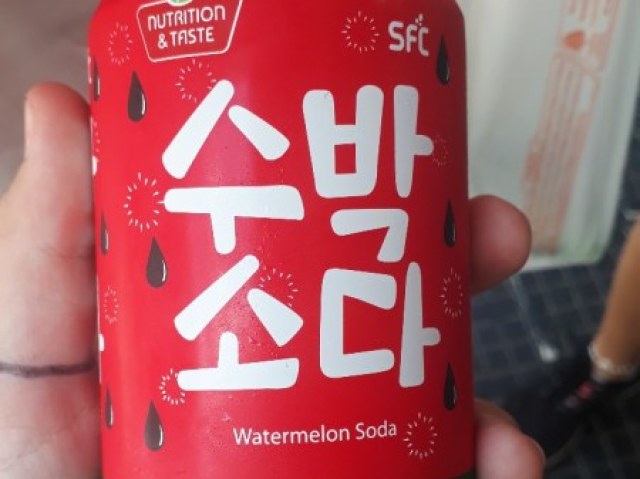 NUTRITION
& TASTE
SFC
수박
소다
Watermelon Soda